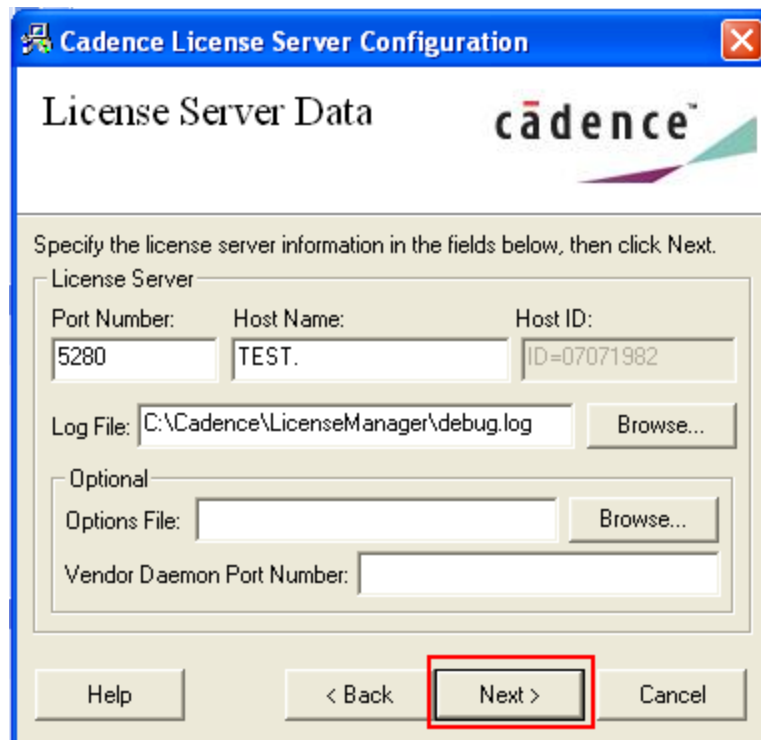 Cadence License Server Configuration
License Server Data
cādence™
Specify the license server information in the fields below, then click Next.
License Server
Port Number: Host Name: Host ID:
5280 TEST. ID=07071982
Log File: C:\Cadence\LicenseManager\debug.log Browse...
Optional
Options File: Browse...
Vendor Daemon Port Number:
Help < Back Next > Cancel